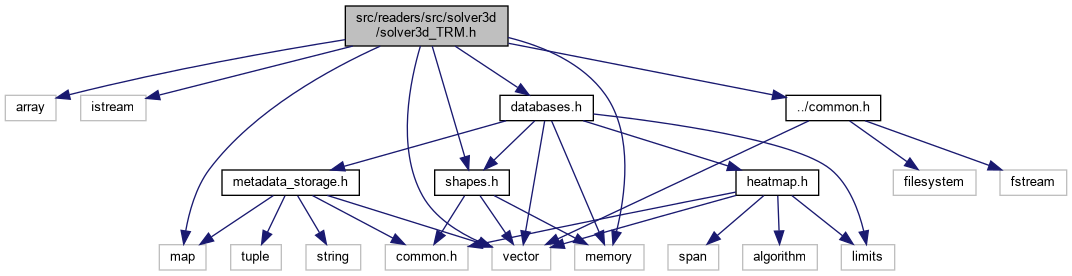 src/readers/src/solver3d
/solver3d_TRM.h
array
istream
databases.h
../common.h
metadata_storage.h
shapes.h
heatmap.h
filesystem
fstream
map
tuple
string
common.h
vector
memory
span
algorithm
limits